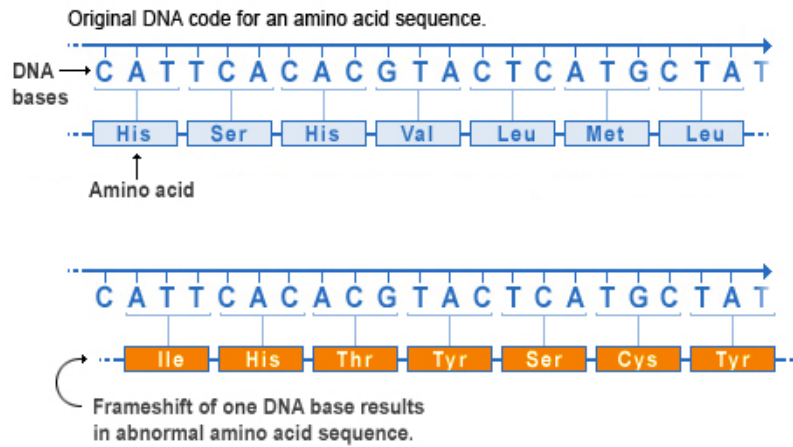 Original DNA code for an amino acid sequence.
DNA bases
C A T T C A C A C G T A C T C A T G C T A T
His Ser His Val Leu Met Leu
Amino acid
C A T T C A C A C G T A C T C A T G C T A T
Ile His Thr Tyr Ser Cys Tyr
Frameshift of one DNA base results
in abnormal amino acid sequence.